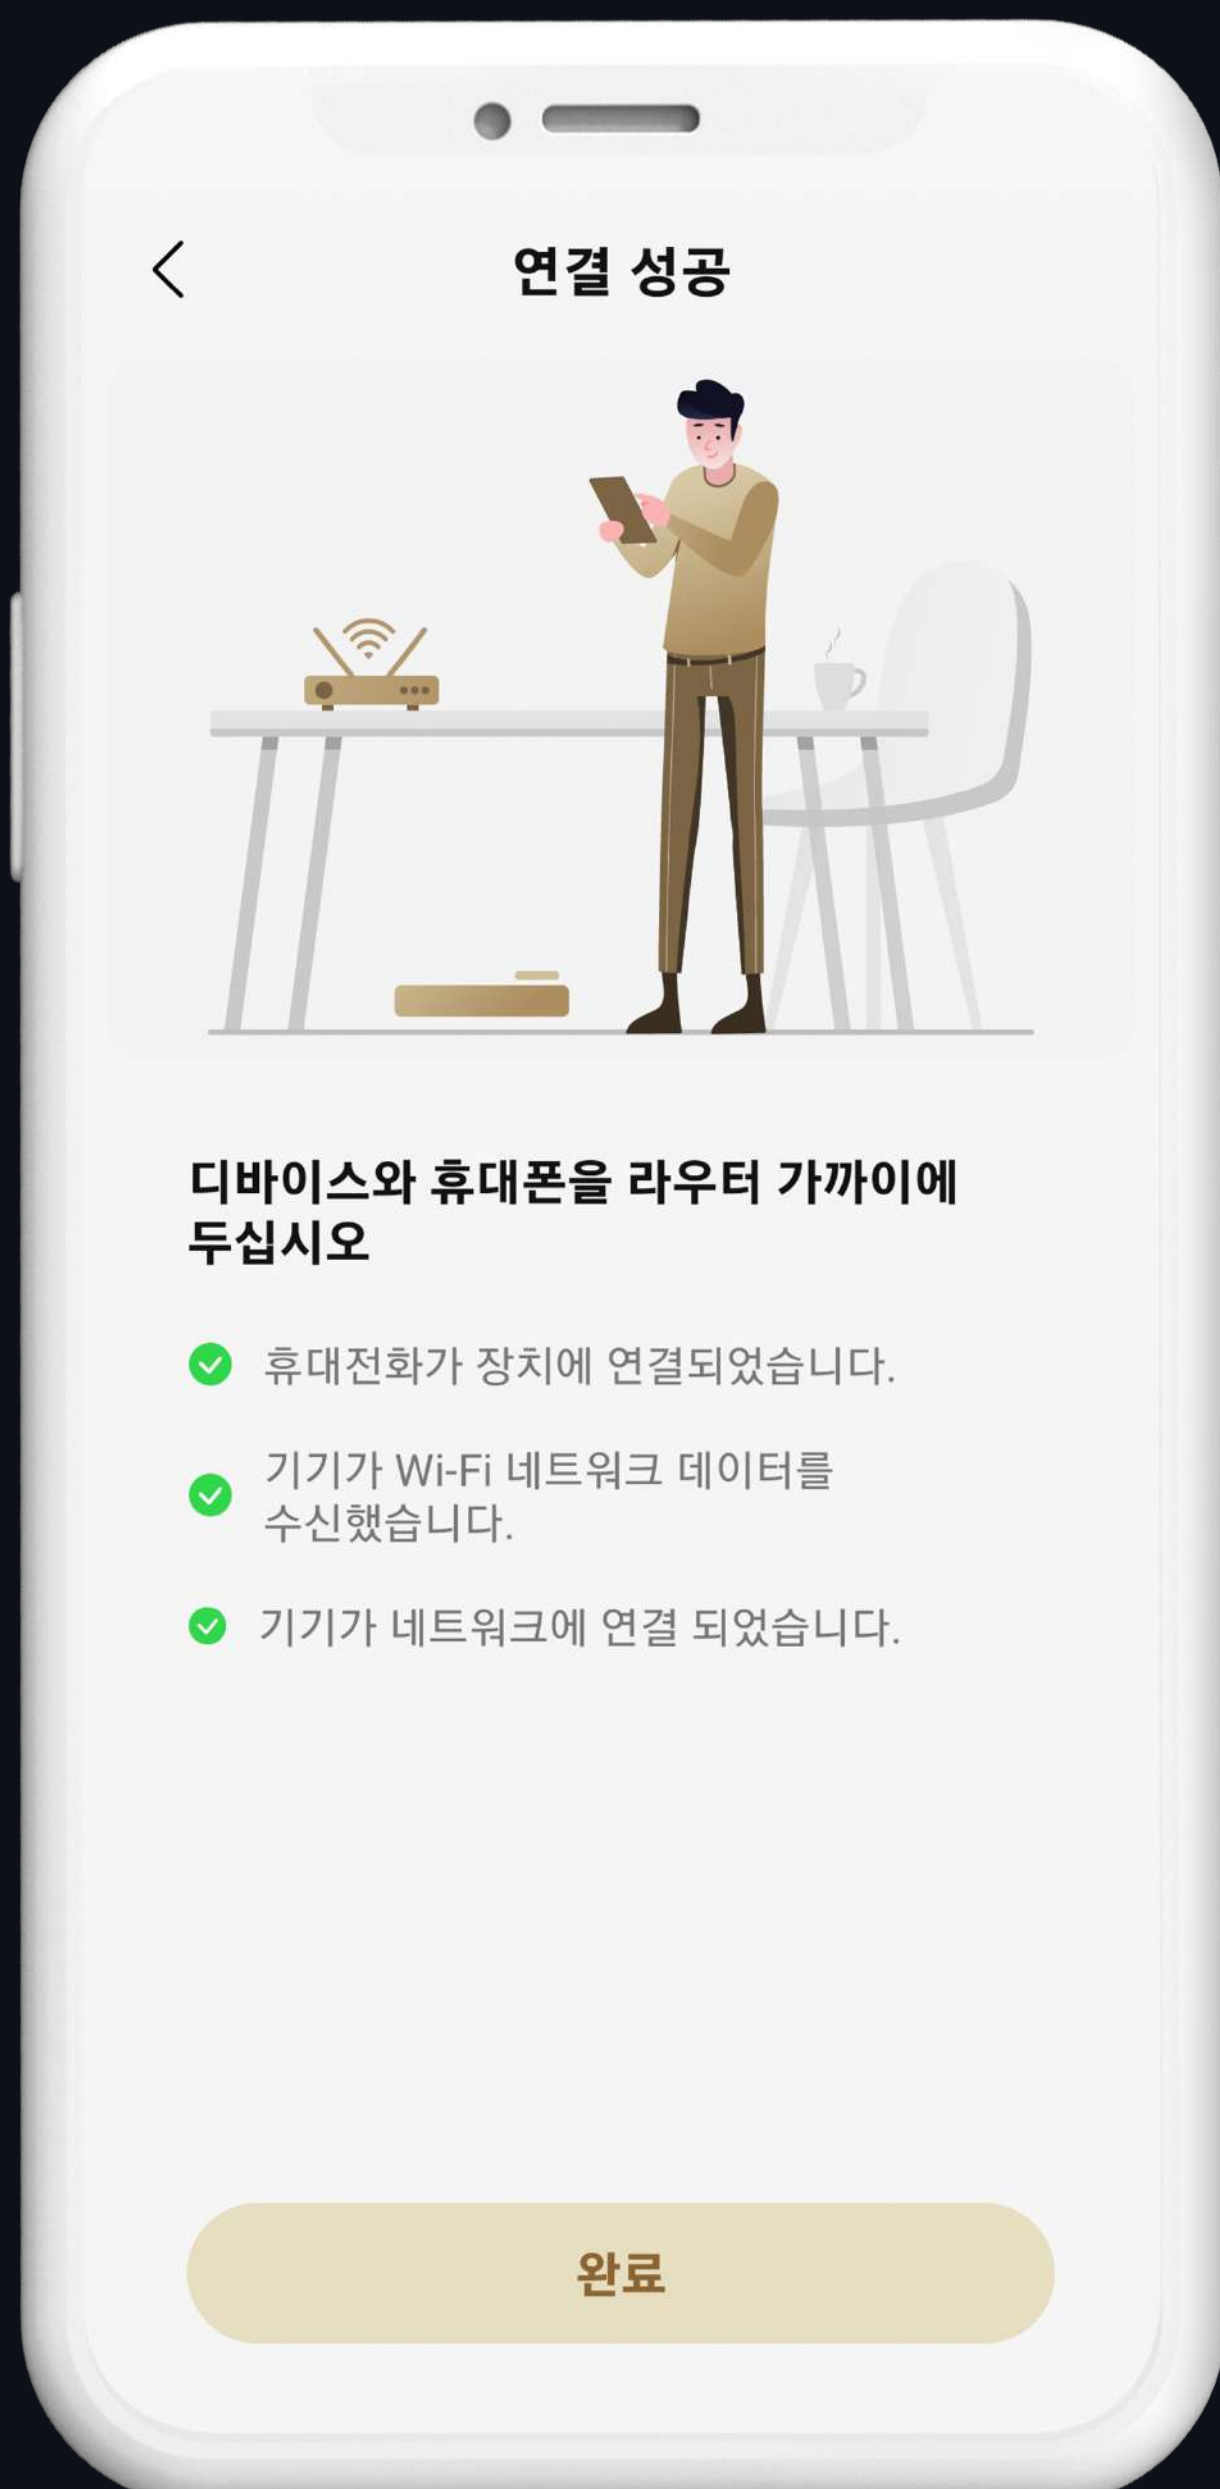 연결 성공
디바이스와 휴대폰을 라우터 가까이에
두십시오
휴대전화가 장치에 연결되었습니다.
기기가 Wi-Fi 네트워크 데이터를
수신했습니다.
기기가 네트워크에 연결 되었습니다.
완료